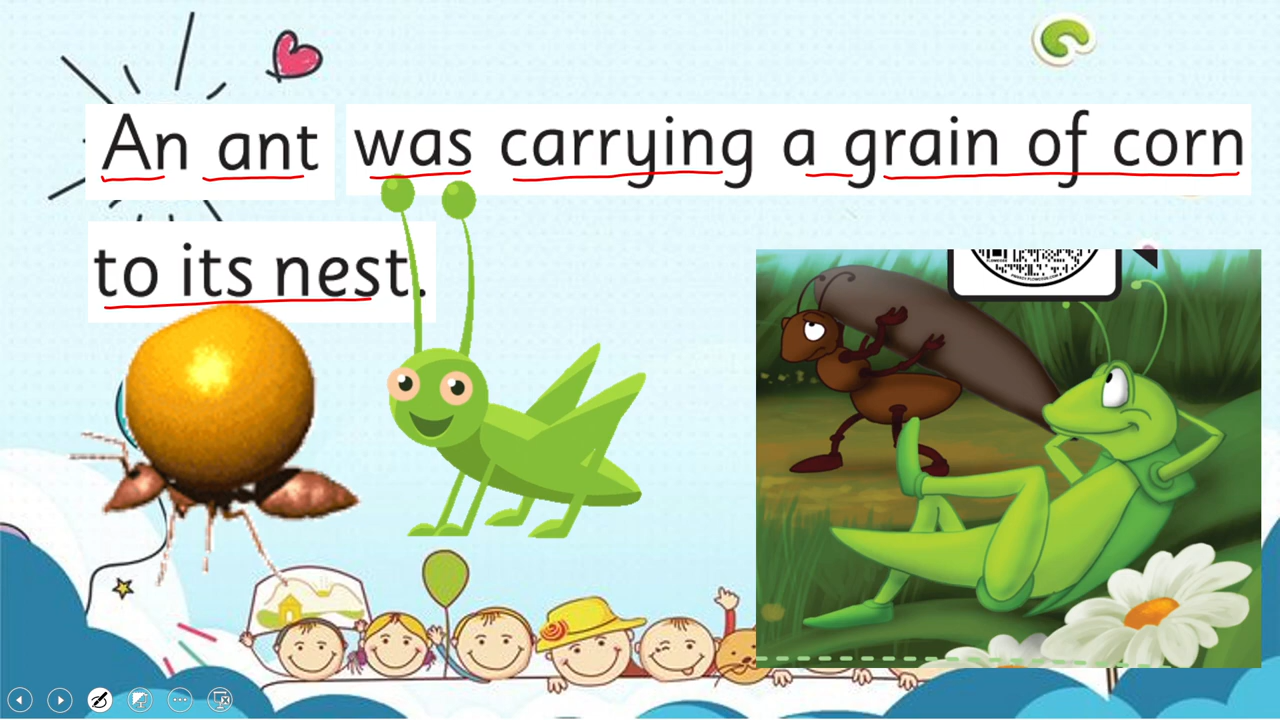 An ant was carrying a grain of corn
to its nest.